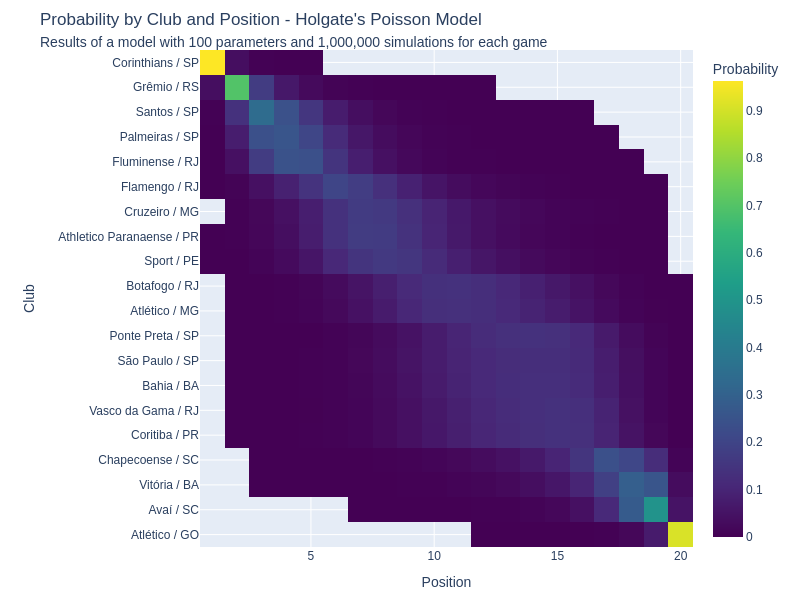 Probability by Club and Position - Holgate's Poisson Model
Results of a model with 100 parameters and 1,000,000 simulations for each game
Probability
Club
Corinthians / SP
Grêmio / RS
Santos / SP
Palmeiras / SP
Fluminense / RJ
Flamengo / RJ
Cruzeiro / MG
Athletico Paranaense / PR
Sport / PE
Botafogo / RJ
Atlético / MG
Ponte Preta / SP
São Paulo / SP
Bahia / BA
Vasco da Gama / RJ
Coritiba / PR
Chapecoense / SC
Vitória / BA
Avaí / SC
Atlético / GO
0.9
0.8
0.7
0.6
0.5
0.4
0.3
0.2
0.1
0
5 10 15 20
Position